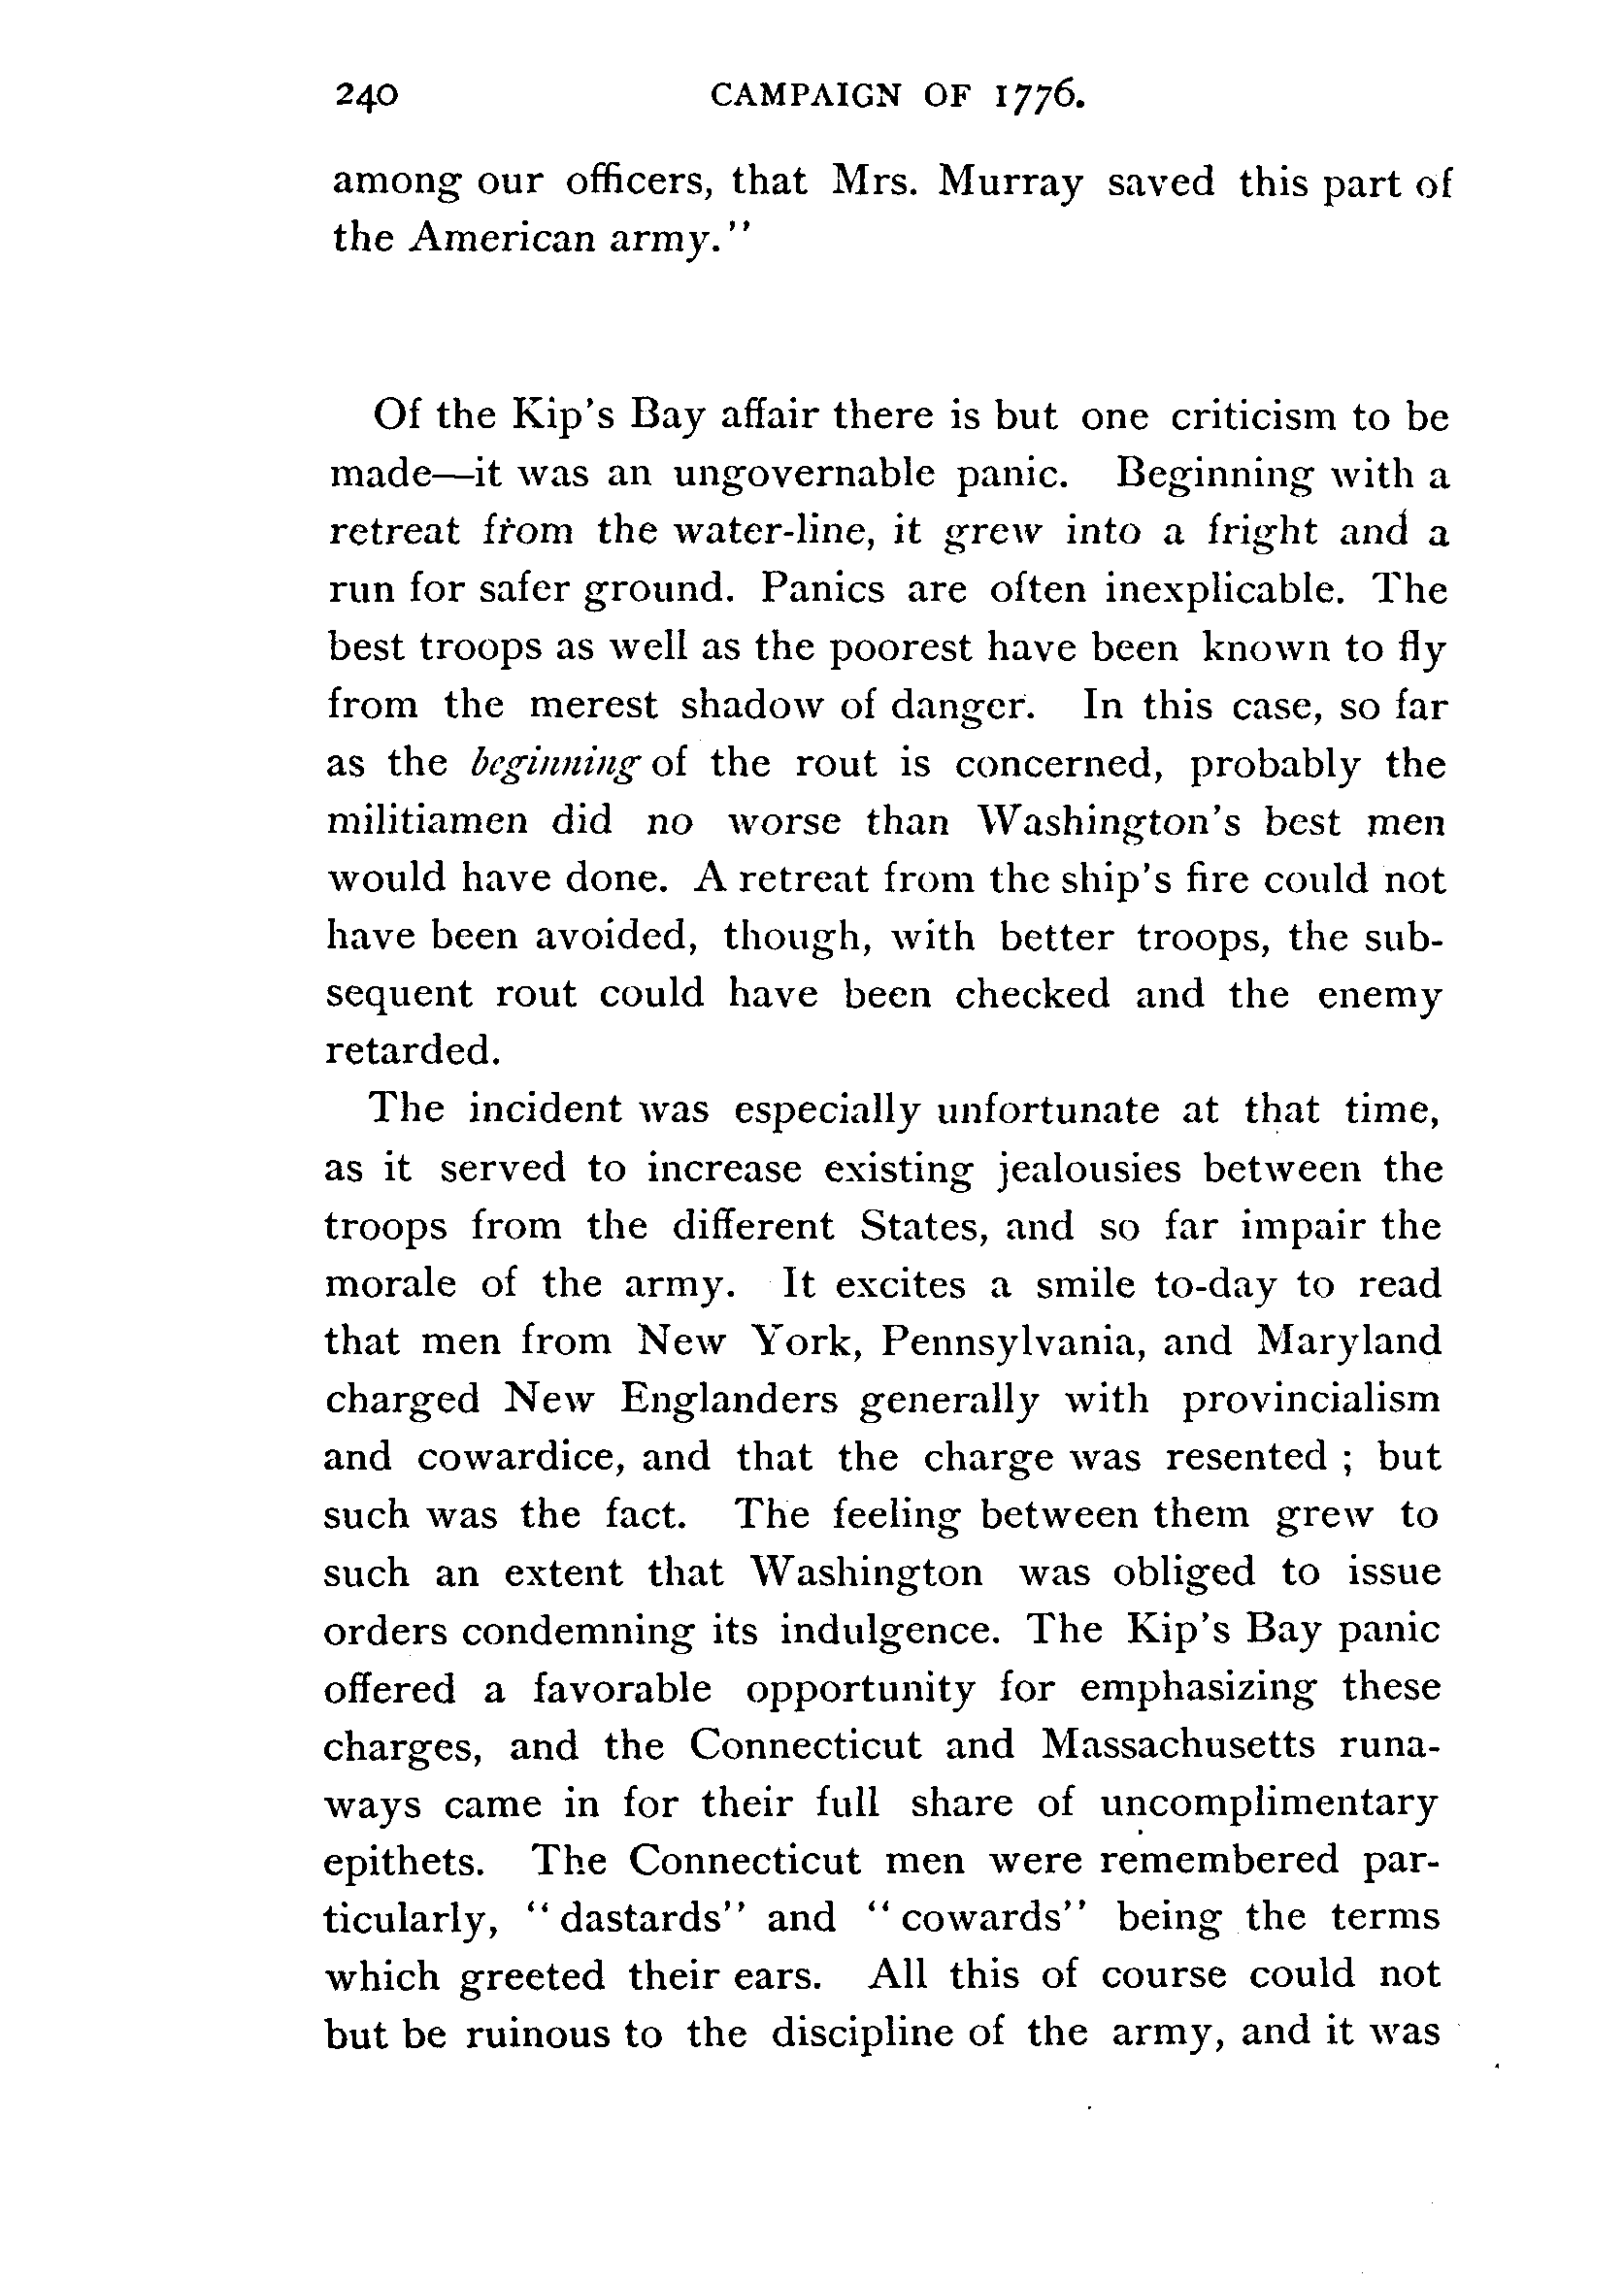 240 CAMPAIGN OF 1776.
among our officers, that Mrs. Murray saved this part of
the American army."
Of the Kip's Bay affair there is but one criticism to be
made—it was an ungovernable panic. Beginning with a
retreat from the water-line, it grew into a fright and a
run for safer ground. Panics are often inexplicable. The
best troops as well as the poorest have been known to fly
from the merest shadow of danger. In this case, so far
as the beginning of the rout is concerned, probably the
militiamen did no worse than Washington's best men
would have done. A retreat from the ship's fire could not
have been avoided, though, with better troops, the sub-
sequent rout could have been checked and the enemy
retarded.
The incident was especially unfortunate at that time,
as it served to increase existing jealousies between the
troops from the different States, and so far impair the
morale of the army. It excites a smile to-day to read
that men from New York, Pennsylvania, and Maryland
charged New Englanders generally with provincialism
and cowardice, and that the charge was resented ; but
such was the fact. The feeling between them grew to
such an extent that Washington was obliged to issue
orders condemning its indulgence. The Kip's Bay panic
offered a favorable opportunity for emphasizing these
charges, and the Connecticut and Massachusetts runa-
ways came in for their full share of uncomplimentary
epithets. The Connecticut men were remembered par-
ticularly, "dastards" and "cowards" being the terms
which greeted their ears. All this of course could not
but be ruinous to the discipline of the army, and it was